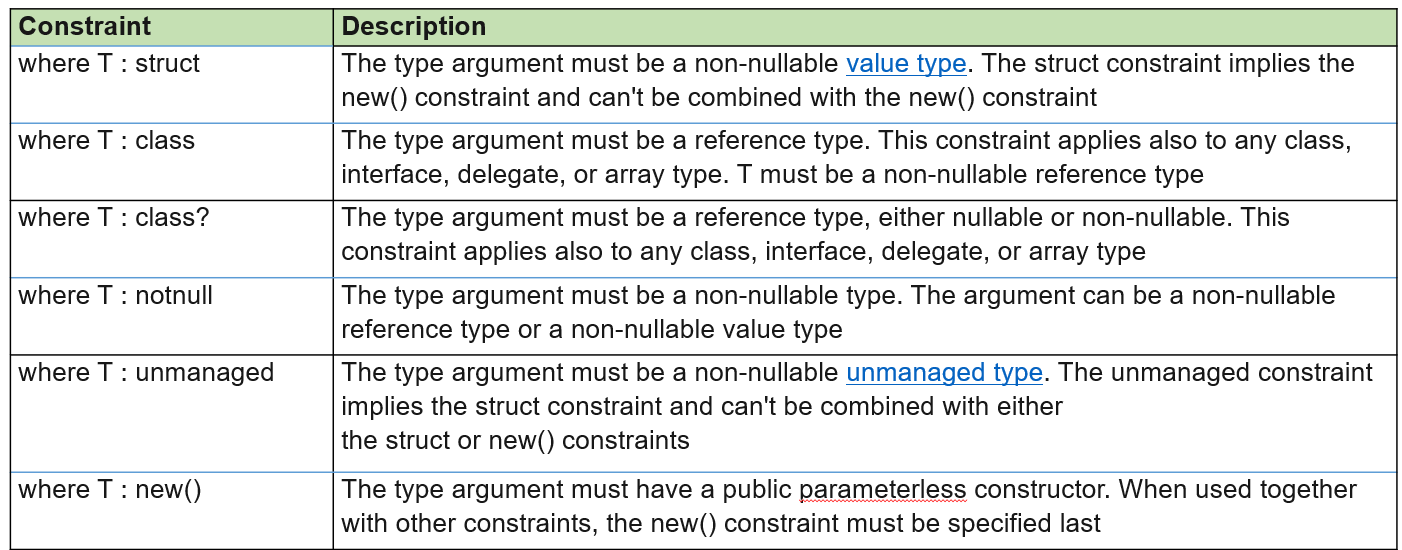 Constraint Description
where T : struct The type argument must be a non-nullable value type. The struct constraint implies the
new() constraint and can't be combined with the new() constraint
where T : class The type argument must be a reference type. This constraint applies also to any class,
interface, delegate, or array type. T must be a non-nullable reference type
where T : class? The type argument must be a reference type, either nullable or non-nullable. This
constraint applies also to any class, interface, delegate, or array type
where T : notnull The type argument must be a non-nullable type. The argument can be a non-nullable
reference type or a non-nullable value type
where T : unmanaged The type argument must be a non-nullable unmanaged type. The unmanaged constraint
implies the struct constraint and can't be combined with either
the struct or new() constraints
where T : new() The type argument must have a public parameterless constructor. When used together
with other constraints, the new() constraint must be specified last